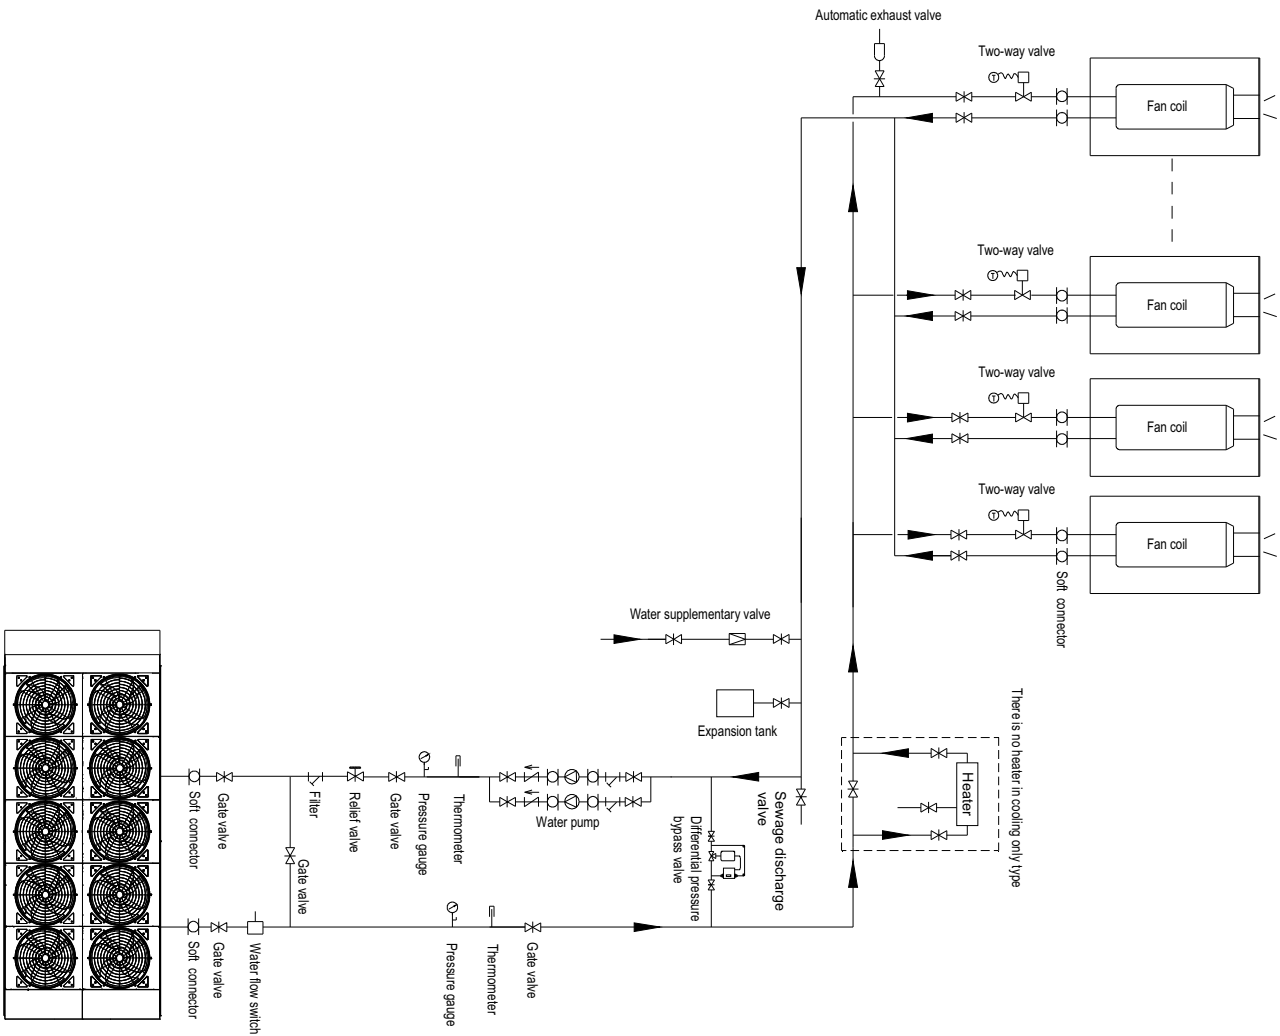 Automatic exhaust valve
Two-way valve
T
Fan coil
Two-way valve
T
Fan coil
Two-way valve
T
Fan coil
Two-way valve
T
Fan coil
Soft connector
Water supplementary valve
Expansion tank
There is no heater in cooling only type
Heater
Soft connector
Gate valve
Filter
Relief valve
Gate valve
Pressure gauge
Thermometer
Water pump
Differential pressure
bypass valve
Sewage discharge
valve
Gate valve
Soft connector
Gate valve
Water flow switch
Pressure gauge
Thermometer
Gate valve